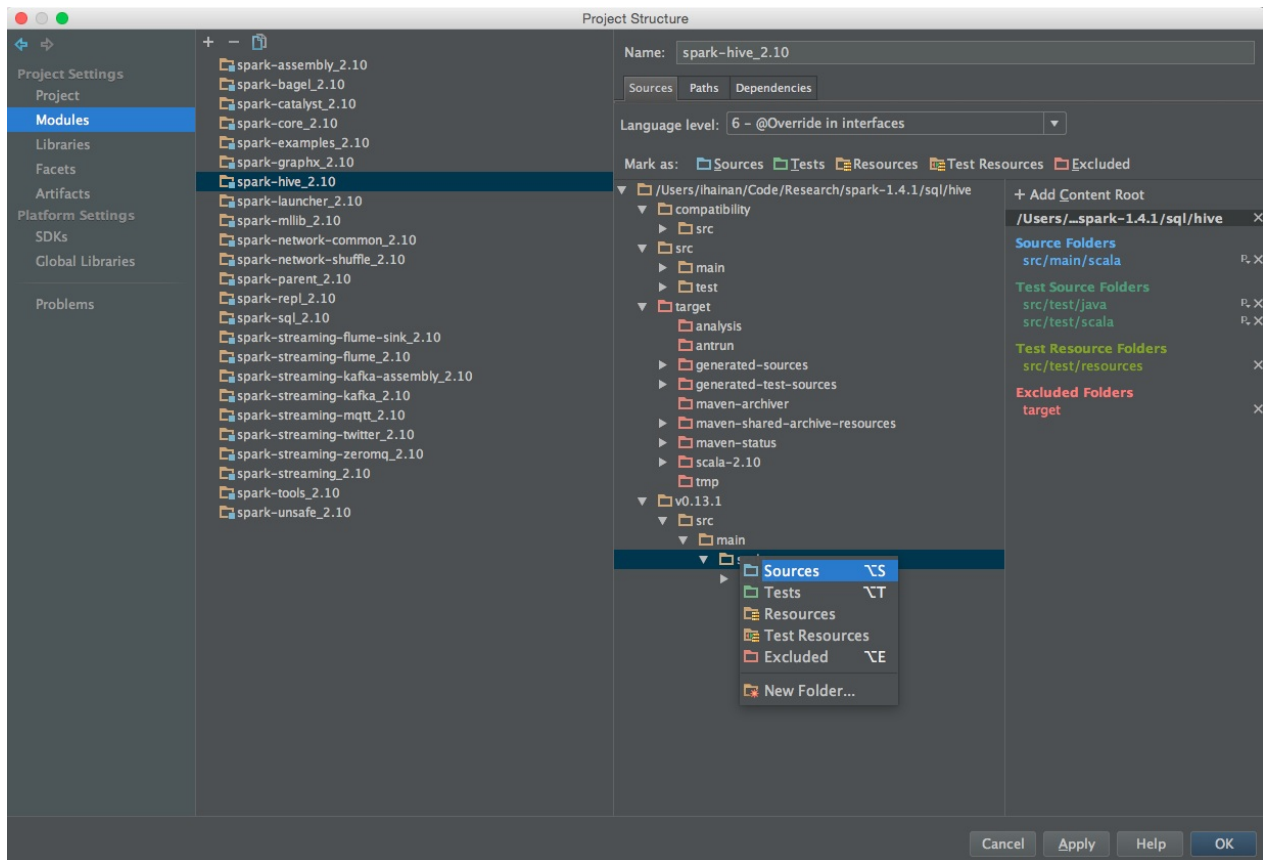 Project Structure
Project Settings
Project
Modules
Libraries
Facets
Artifacts
Platform Settings
SDKs
Global Libraries
Problems
spark-assembly_2.10
spark-bagel_2.10
spark-catalyst_2.10
spark-core_2.10
spark-examples_2.10
spark-graphx_2.10
spark-hive_2.10
spark-launcher_2.10
spark-mllib_2.10
spark-network-common_2.10
spark-network-shuffle_2.10
spark-parent_2.10
spark-repl_2.10
spark-sql_2.10
spark-streaming-flume-sink_2.10
spark-streaming-flume_2.10
spark-streaming-kafka-assembly_2.10
spark-streaming-kafka_2.10
spark-streaming-mqtt_2.10
spark-streaming-twitter_2.10
spark-streaming-zeromq_2.10
spark-streaming_2.10
spark-tools_2.10
spark-unsafe_2.10
Name: spark-hive_2.10
Sources Paths Dependencies
Language level: 6 – @Override in interfaces
Mark as: Sources Tests Resources Test Resources Excluded
/Users/ihainan/Code/Research/spark-1.4.1/sql/hive
compatibility
src
src
main
test
target
analysis
antrun
generated-sources
generated-test-sources
maven-archiver
maven-shared-archive-resources
maven-status
scala-2.10
tmp
v0.13.1
src
main
Sources ⌥S
Tests ⌥T
Resources
Test Resources
Excluded ⌥E
New Folder...
+ Add Content Root
/Users/...spark-1.4.1/sql/hive
Source Folders
src/main/scala
Test Source Folders
src/test/java
src/test/scala
Test Resource Folders
src/test/resources
Excluded Folders
target
Cancel Apply Help OK